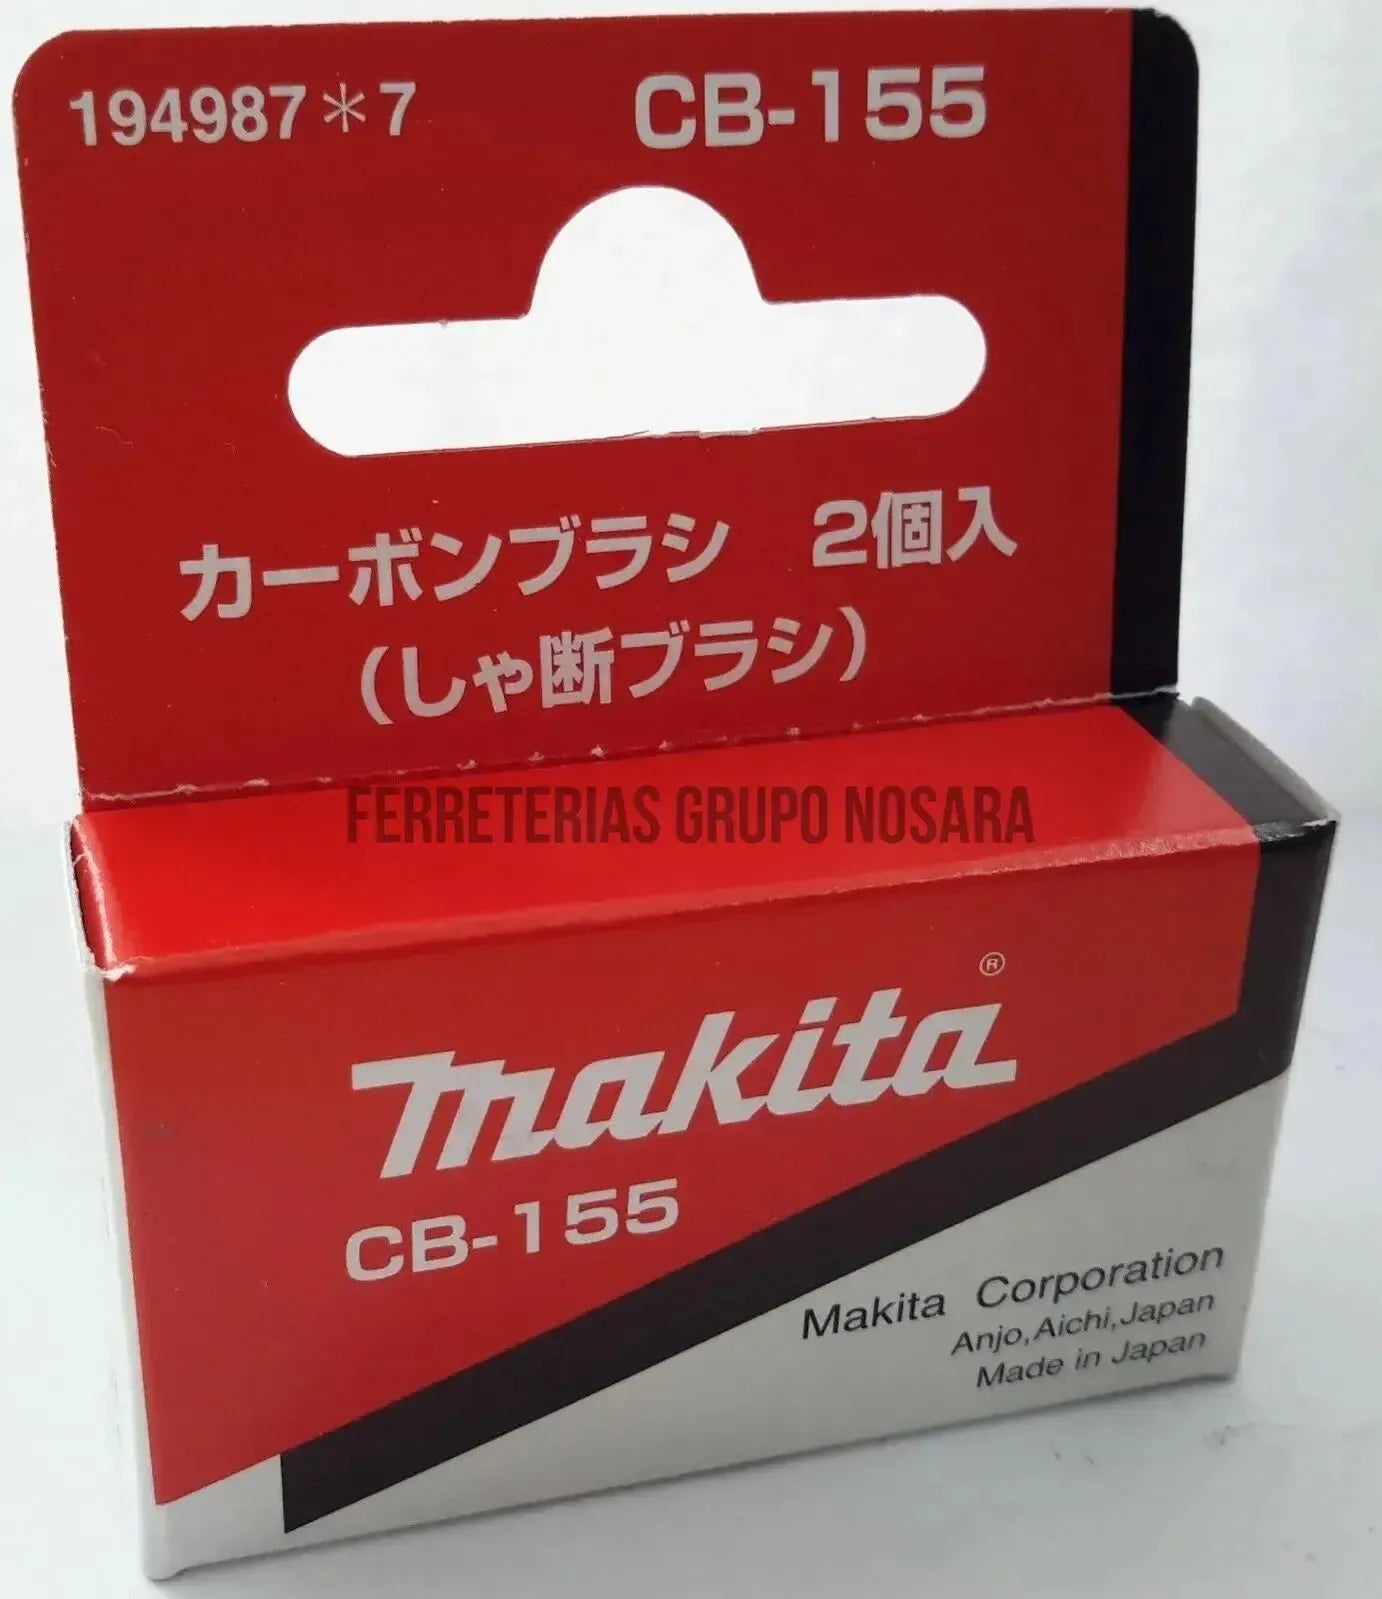 194987＊7 CB-155
カーボンブラシ 2個入
(しゃ断ブラシ)
FERRETERIAS GRUPO NOSARA
makita®
CB-155
Makita Corporation
Anjo,Aichi,Japan
Made in Japan